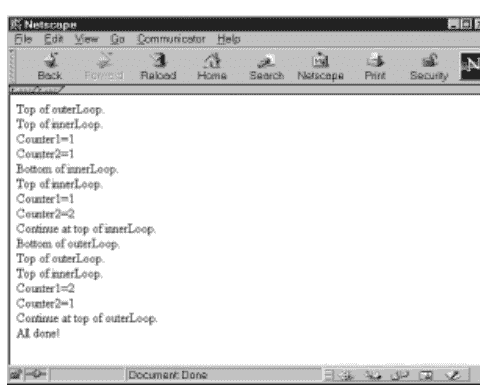 Netscape
File Edit View Go Communicator Help
Back Forward Reload Home Search Netscape Print Security
N
Top of outerLoop.
Top of innerLoop.
Counter1=1
Counter2=1
Bottom of innerLoop.
Top of innerLoop.
Counter1=1
Counter2=2
Continue at top of innerLoop.
Bottom of outerLoop.
Top of outerLoop.
Top of innerLoop.
Counter1=2
Counter2=1
Continue at top of outerLoop.
All done!
Document: Done